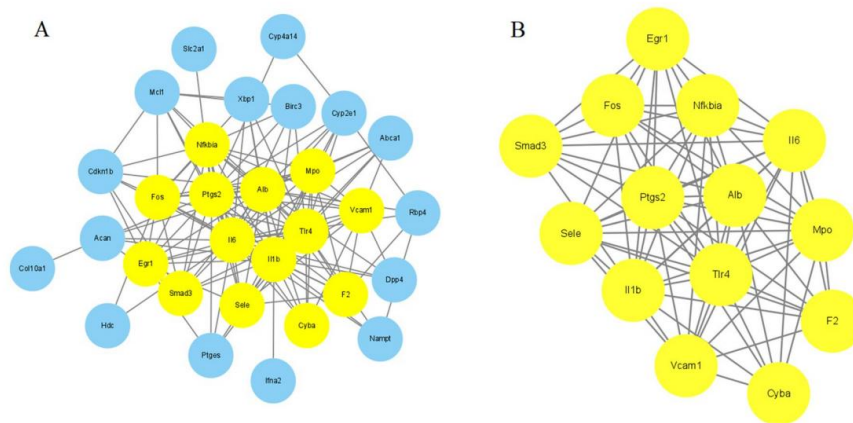 A
Slc2a1
Cyp4a14
Mcl1
Xbp1
Birc3
Cyp2e1
Abca1
Nfkbia
Cdkn1b
Mpo
Fos
Ptgs2
Alb
Vcam1
Rbp4
Acan
Il6
Tlr4
Col10a1
Egr1
Il1b
Dpp4
Smad3
Sele
F2
Hdc
Cyba
Nampt
Ptges
Ifna2
B
Egr1
Fos
Nfkbia
Smad3
Il6
Ptgs2
Alb
Sele
Mpo
Il1b
Tlr4
F2
Vcam1
Cyba